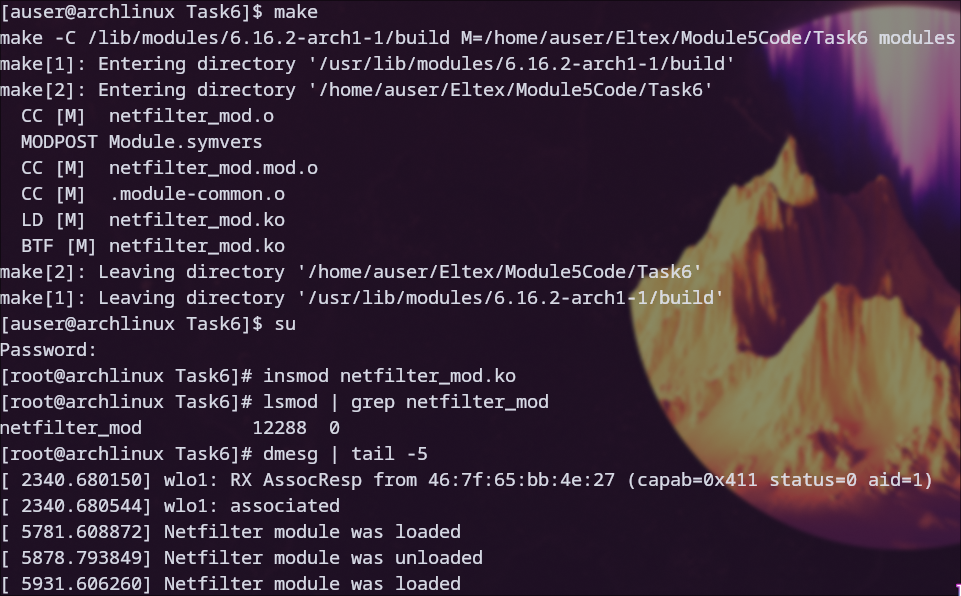 [auser@archlinux Task6]$ make
make -C /lib/modules/6.16.2-arch1-1/build M=/home/auser/Eltex/Module5Code/Task6 modules
make[1]: Entering directory '/usr/lib/modules/6.16.2-arch1-1/build'
make[2]: Entering directory '/home/auser/Eltex/Module5Code/Task6'
  CC [M]  netfilter_mod.o
  MODPOST Module.symvers
  CC [M]  netfilter_mod.mod.o
  CC [M]  .module-common.o
  LD [M]  netfilter_mod.ko
  BTF [M] netfilter_mod.ko
make[2]: Leaving directory '/home/auser/Eltex/Module5Code/Task6'
make[1]: Leaving directory '/usr/lib/modules/6.16.2-arch1-1/build'
[auser@archlinux Task6]$ su
Password:
[root@archlinux Task6]# insmod netfilter_mod.ko
[root@archlinux Task6]# lsmod | grep netfilter_mod
netfilter_mod          12288  0
[root@archlinux Task6]# dmesg | tail -5
[ 2340.680150] wlo1: RX AssocResp from 46:7f:65:bb:4e:27 (capab=0x411 status=0 aid=1)
[ 2340.680544] wlo1: associated
[ 5781.608872] Netfilter module was loaded
[ 5878.793849] Netfilter module was unloaded
[ 5931.606260] Netfilter module was loaded